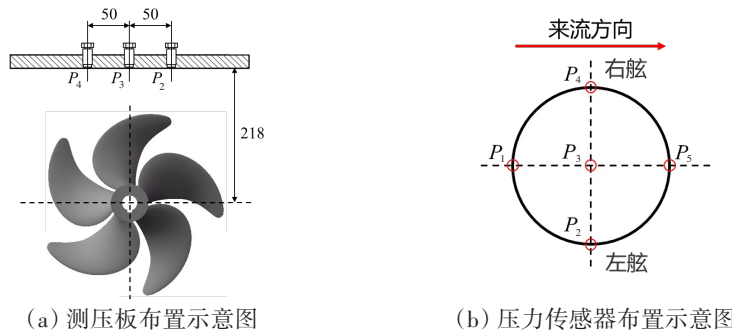 50 50
P4 P3 P2
218
(a) 测压板布置示意图
来流方向
P4 右舷
P1 P3 P5
P2
左舷
(b) 压力传感器布置示意图